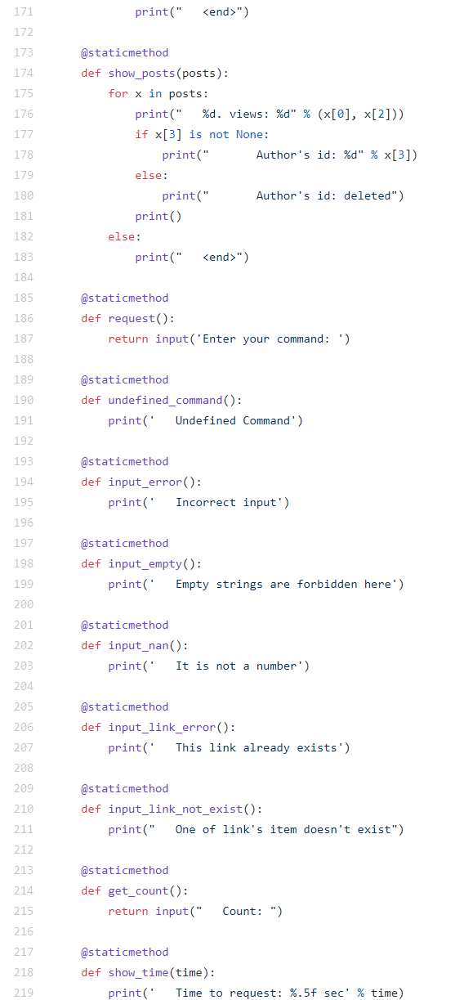 171                 print("   <end>")
172
173         @staticmethod
174         def show_posts(posts):
175             for x in posts:
176                 print("   %d. views: %d" % (x[0], x[2]))
177                 if x[3] is not None:
178                     print("       Author's id: %d" % x[3])
179                 else:
180                     print("       Author's id: deleted")
181                 print()
182             else:
183                 print("   <end>")
184
185         @staticmethod
186         def request():
187             return input('Enter your command: ')
188
189         @staticmethod
190         def undefined_command():
191             print('   Undefined Command')
192
193         @staticmethod
194         def input_error():
195             print('   Incorrect input')
196
197         @staticmethod
198         def input_empty():
199             print('   Empty strings are forbidden here')
200
201         @staticmethod
202         def input_nan():
203             print('   It is not a number')
204
205         @staticmethod
206         def input_link_error():
207             print('   This link already exists')
208
209         @staticmethod
210         def input_link_not_exist():
211             print("   One of link's item doesn't exist")
212
213         @staticmethod
214         def get_count():
215             return input("   Count: ")
216
217         @staticmethod
218         def show_time(time):
219             print('   Time to request: %.5f sec' % time)